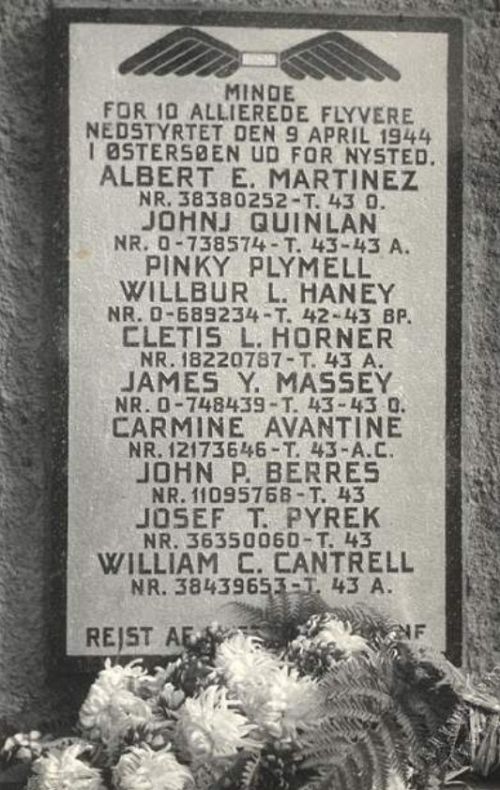 MINDE
FOR 10 ALLIEREDE FLYVERE
NEDSTYRTET DEN 9 APRIL 1944
I ØSTERSØEN UD FOR NYSTED.
ALBERT E. MARTINEZ
NR. 38380252-T. 43 O.
JOHNJ QUINLAN
NR. O-738574-T. 43-43 A.
PINKY PLYMELL
WILLBUR L. HANEY
NR. O-689234-T. 42-43 BP.
CLETIS L. HORNER
NR. 18220787-T. 43 A.
JAMES Y. MASSEY
NR. O-748439-T. 43-43 O.
CARMINE AVANTINE
NR. 12173646-T. 43-A.C.
JOHN P. BERRES
NR. 11095768-T. 43
JOSEF T. PYREK
NR. 36350060-T. 43
WILLIAM C. CANTRELL
NR. 38439653-T. 43 A.
REJST AF